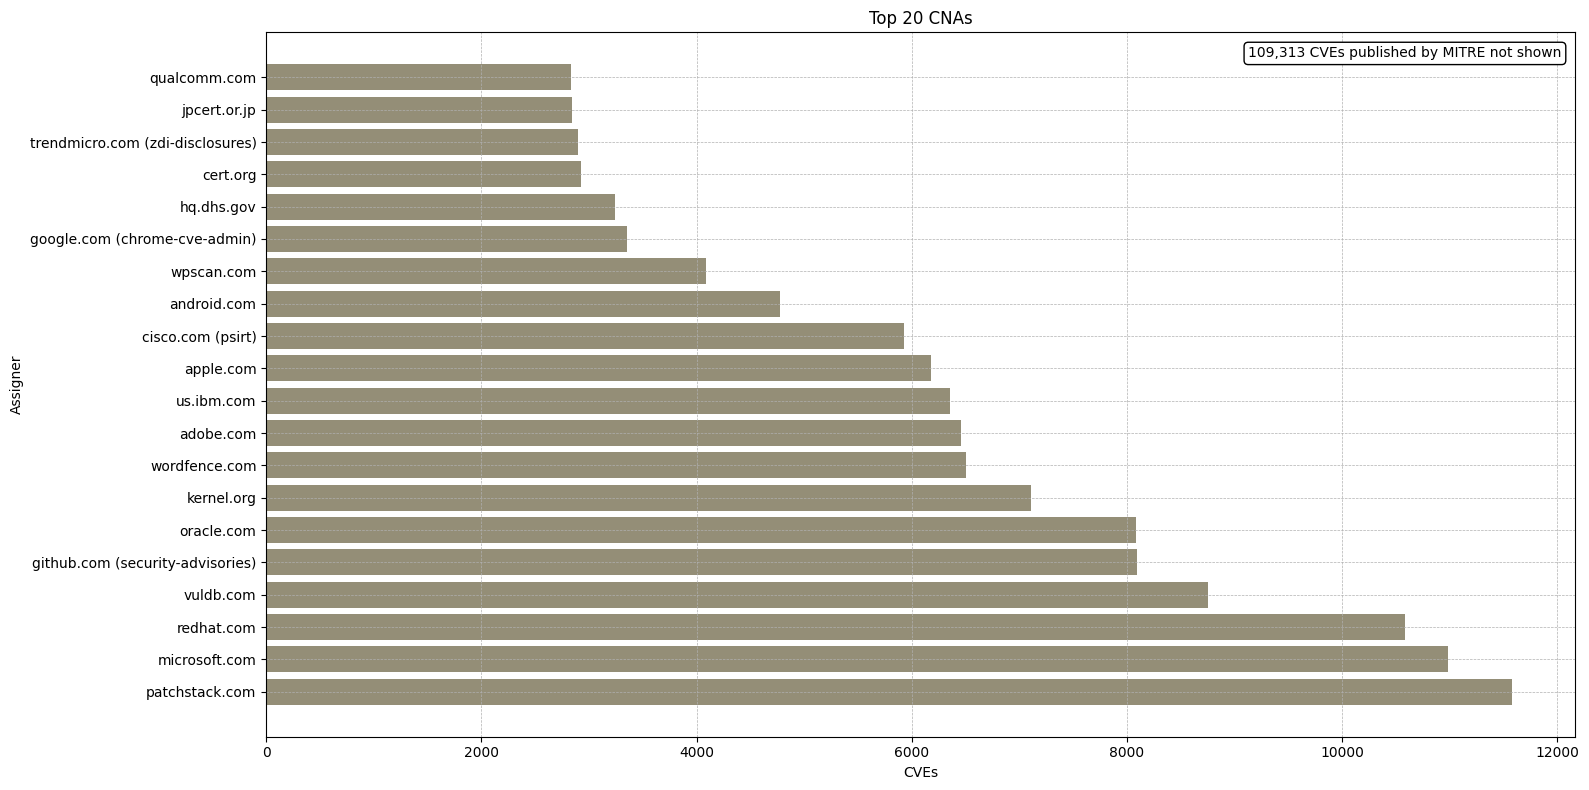 Top 20 CNAs
109,313 CVEs published by MITRE not shown
qualcomm.com
jpcert.or.jp
trendmicro.com (zdi-disclosures)
cert.org
hq.dhs.gov
google.com (chrome-cve-admin)
wpscan.com
android.com
cisco.com (psirt)
apple.com
us.ibm.com
adobe.com
wordfence.com
kernel.org
oracle.com
github.com (security-advisories)
vuldb.com
redhat.com
microsoft.com
patchstack.com
Assigner
0 2000 4000 6000 8000 10000 12000
CVEs